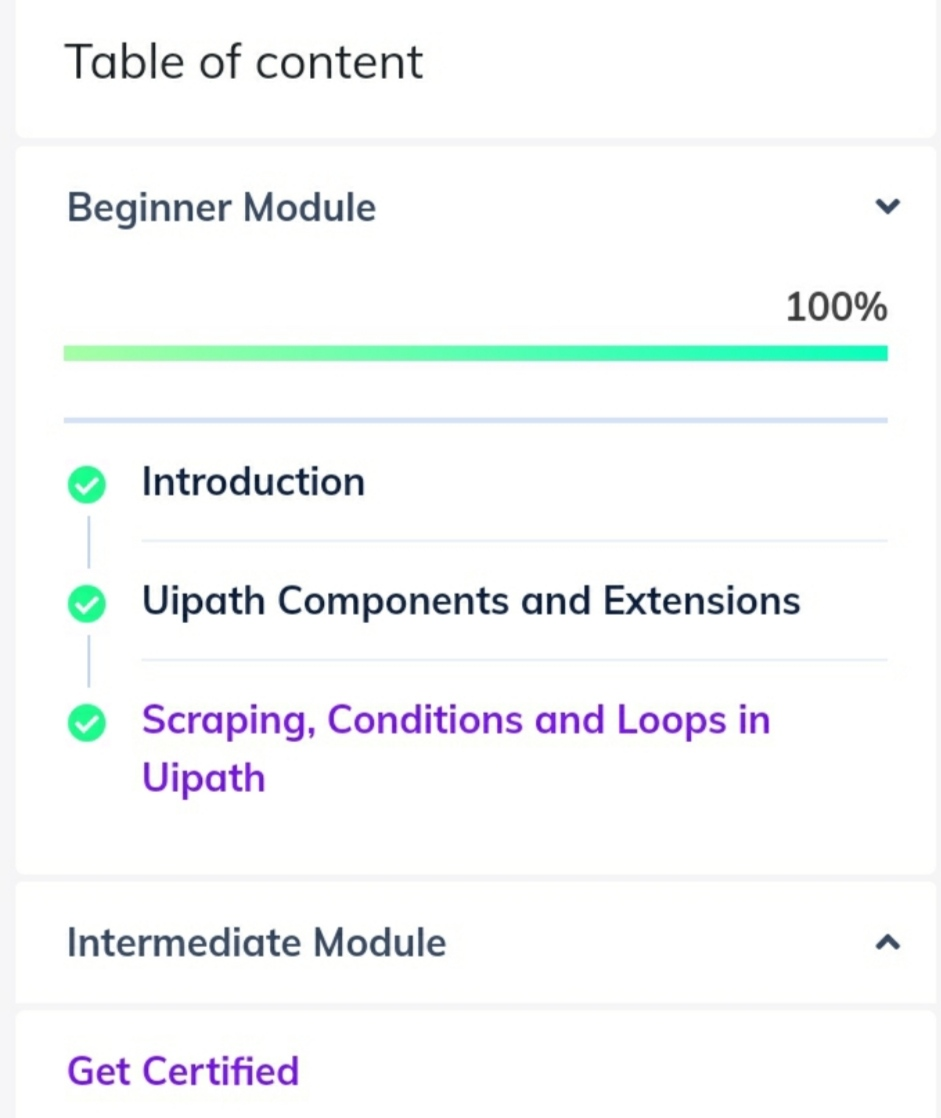 Table of content
Beginner Module
100%
Introduction
Uipath Components and Extensions
Scraping, Conditions and Loops in
Uipath
Intermediate Module
Get Certified